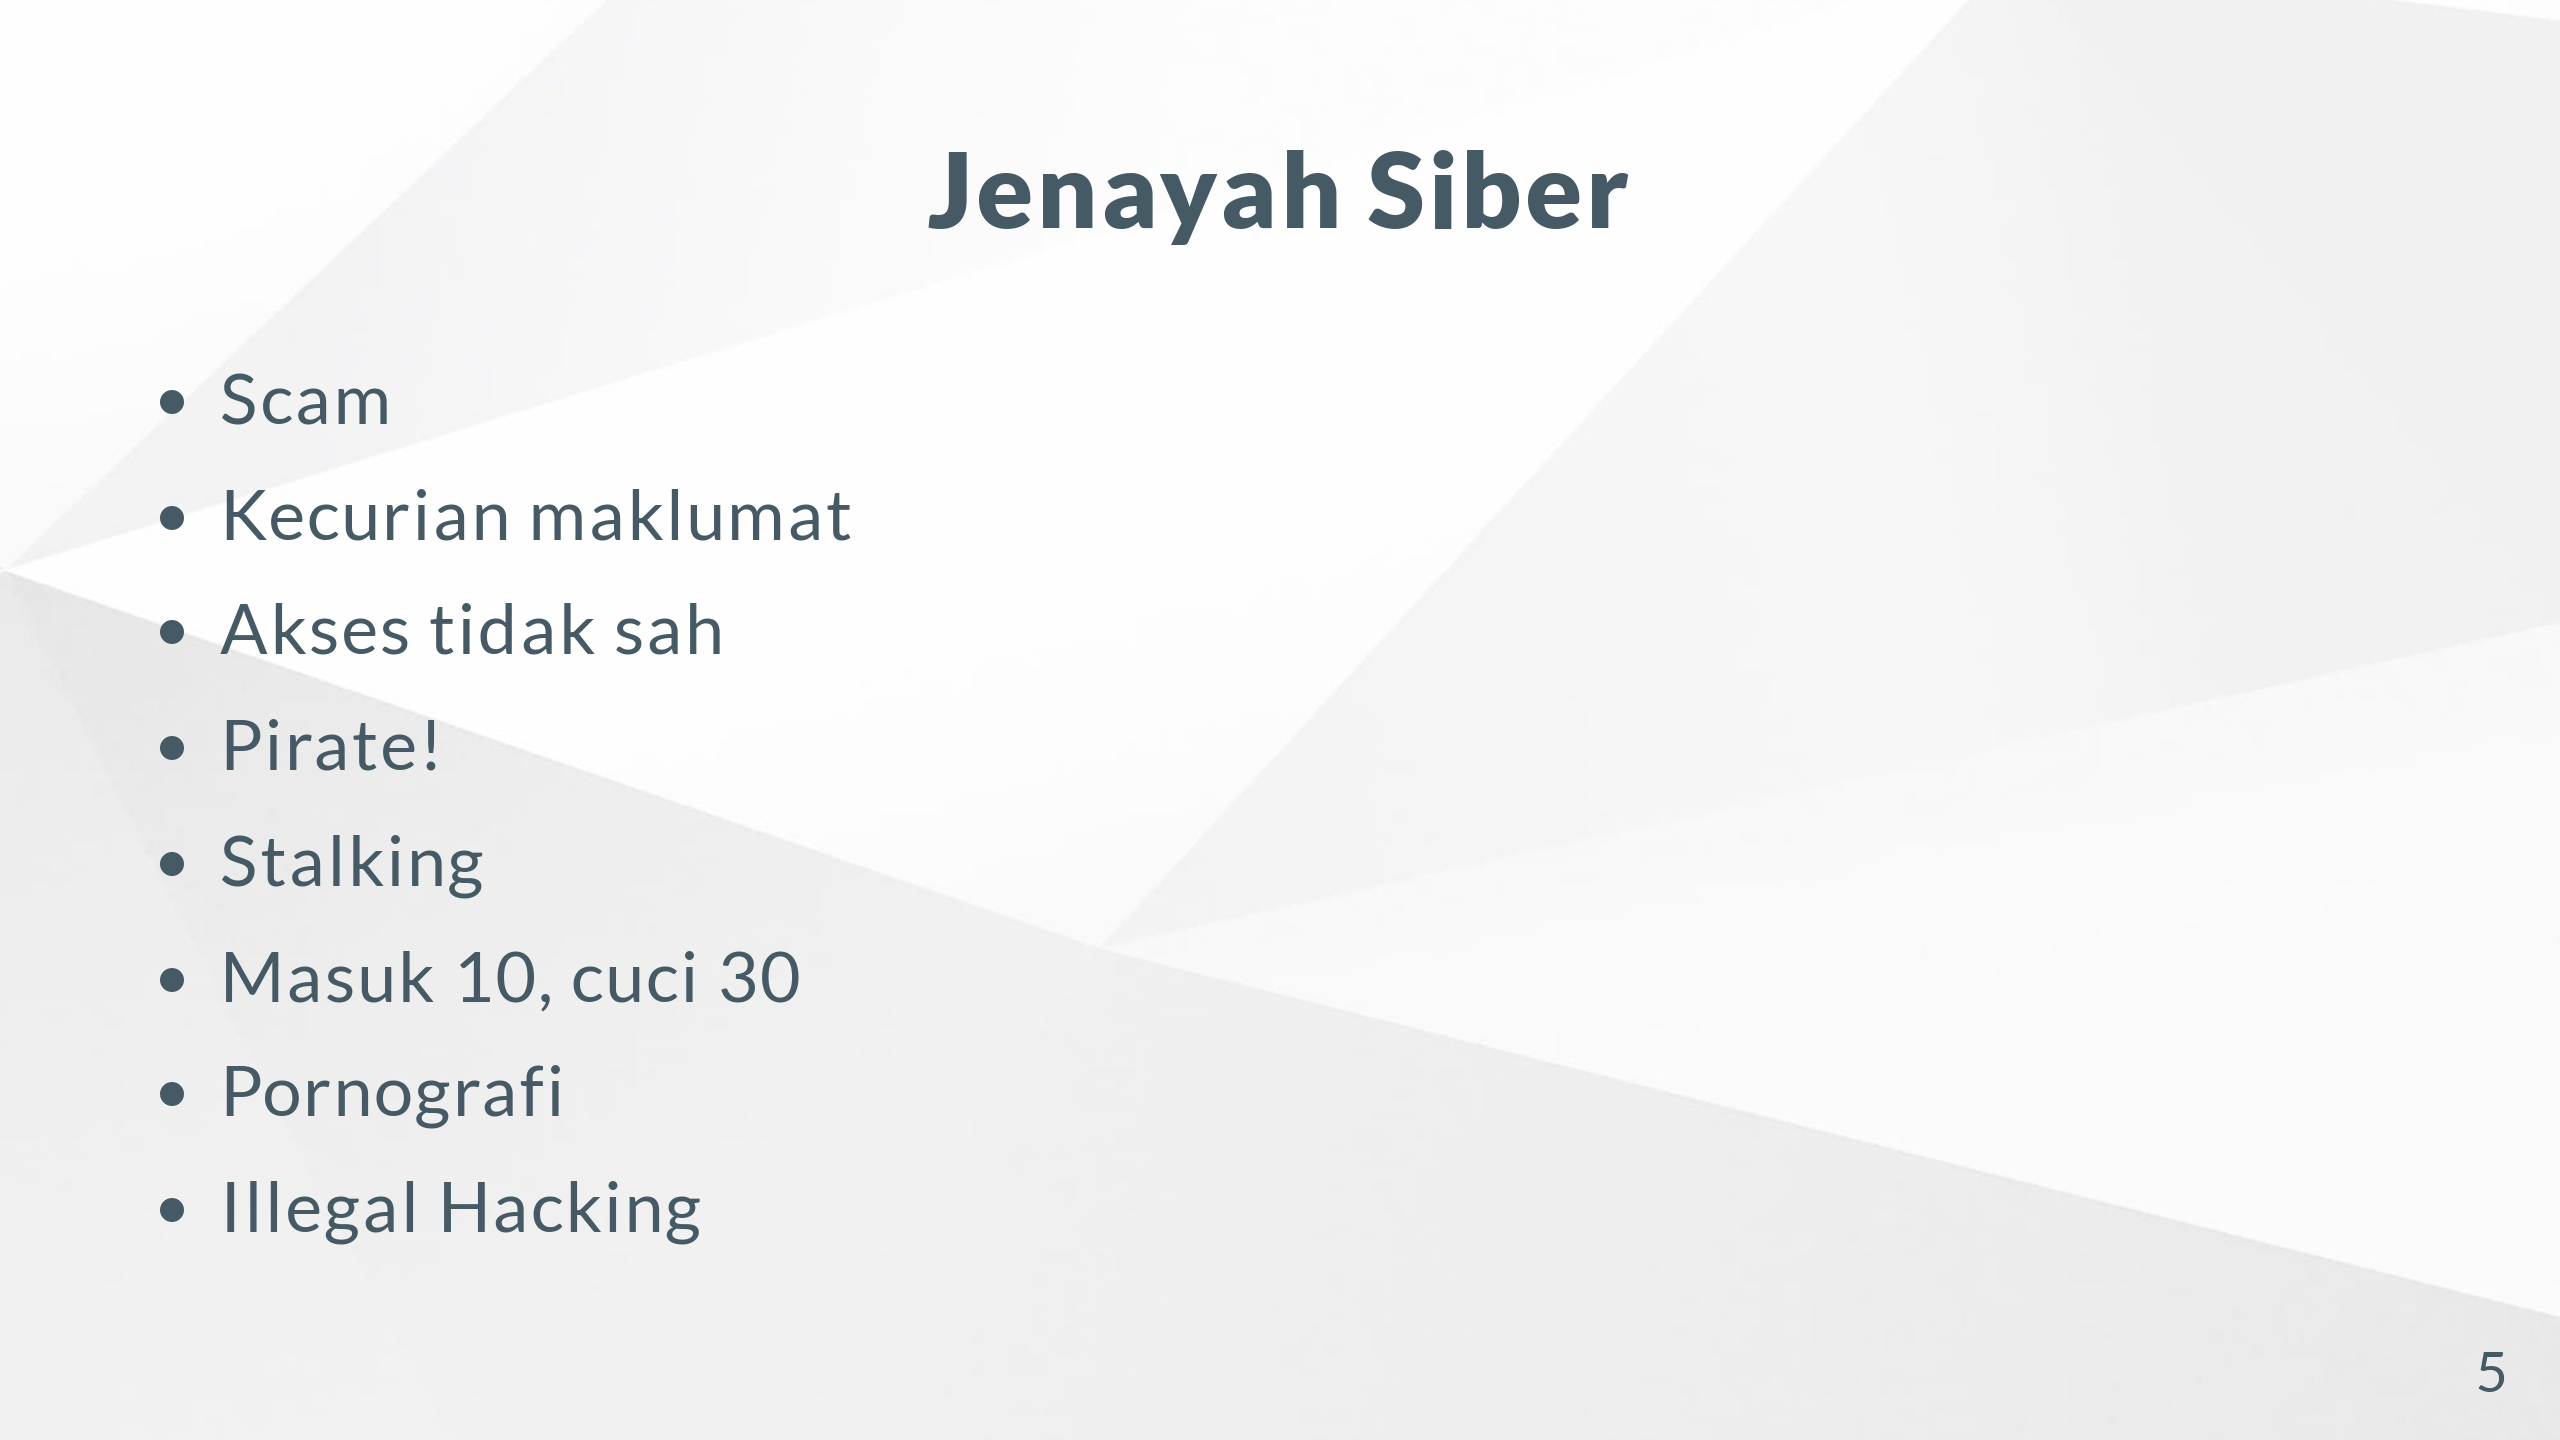 Jenayah Siber
• Scam
• Kecurian maklumat
• Akses tidak sah
• Pirate!
• Stalking
• Masuk 10, cuci 30
• Pornografi
• Illegal Hacking
5